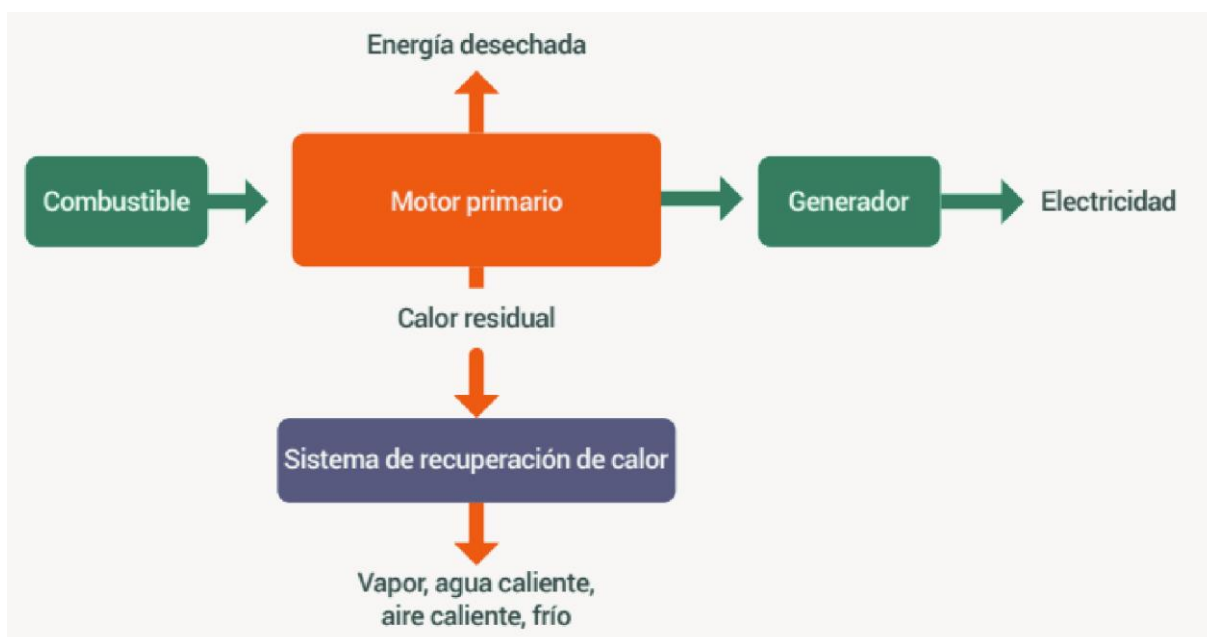 Energía desechada
Combustible
Motor primario
Generador
Electricidad
Calor residual
Sistema de recuperación de calor
Vapor, agua caliente,
aire caliente, frío